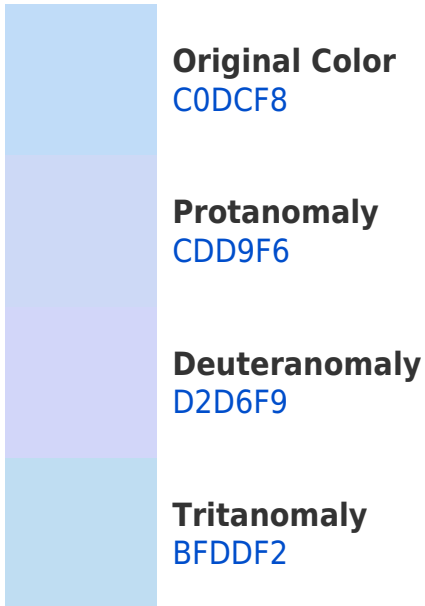 Original Color
C0DCF8
Protanomaly
CDD9F6
Deuteranomaly
D2D6F9
Tritanomaly
BFDDF2